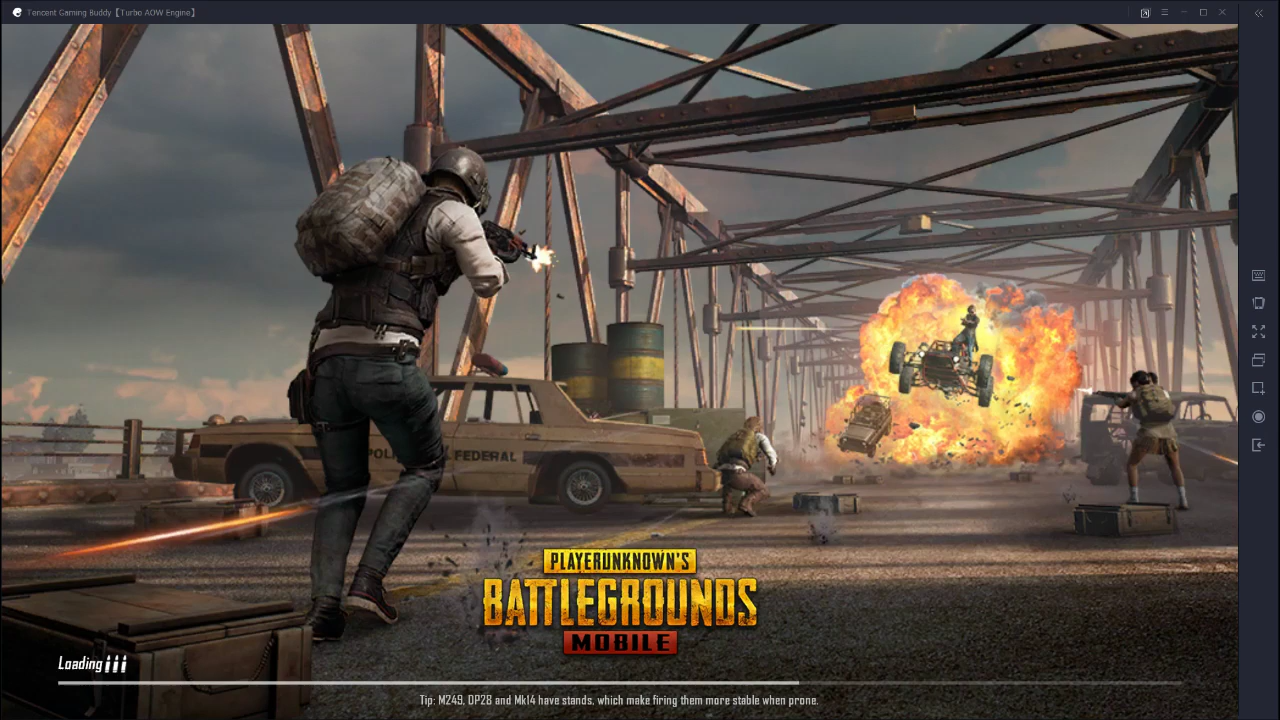 Tencent Gaming Buddy【Turbo AOW Engine】
FEDERAL
PLAYERUNKNOWN'S
BATTLEGROUNDS
MOBILE
Loading
Tip: M249, DP28 and Mk14 have stands, which make firing them more stable when prone.